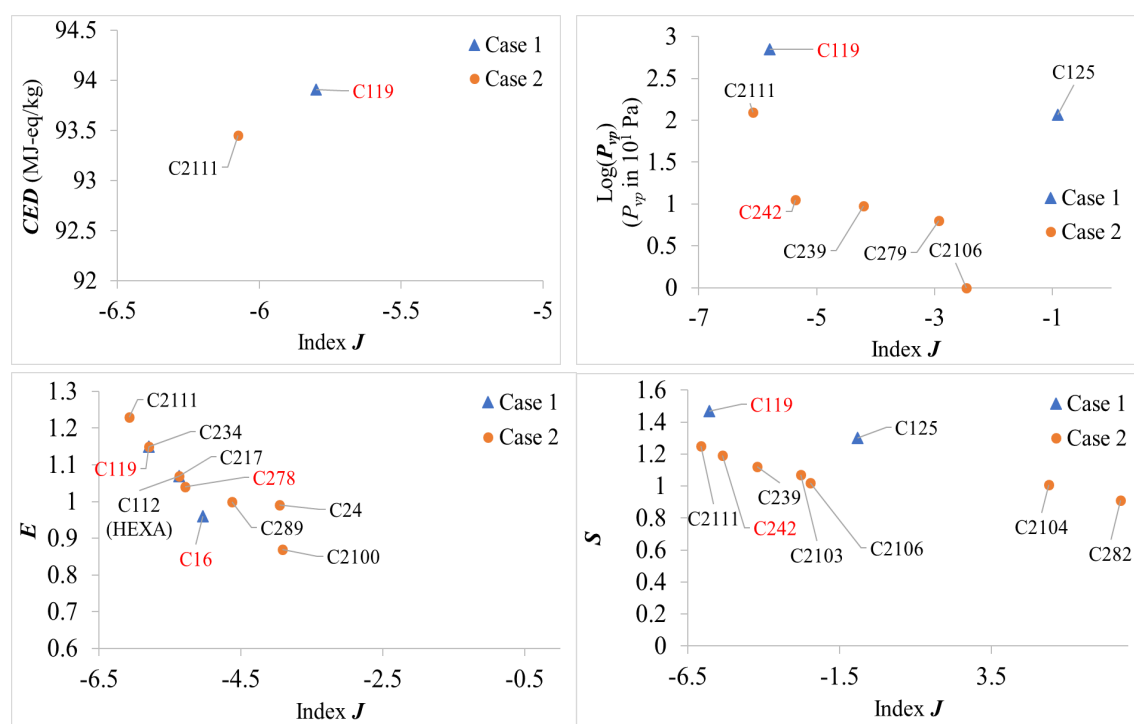 94.5
94
93.5
93
92.5
92
CED (MJ-eq/kg)
Case 1
Case 2
C119
C2111
-6.5
-6
-5.5
-5
Index J
3
2.5
2
1.5
1
0.5
0
Log(Pvp)
(Pvp in 10¹ Pa)
C119
C125
C2111
C242
C239
C279
C2106
Case 1
Case 2
-7
-5
-3
-1
Index J
1.3
1.2
1.1
1
0.9
0.8
0.7
0.6
E
Case 1
Case 2
C2111
C234
C119
C217
C278
C112
(HEXA)
C24
C289
C16
C2100
-6.5
-4.5
-2.5
-0.5
Index J
1.6
1.4
1.2
1
0.8
0.6
0.4
0.2
0
S
Case 1
Case 2
C119
C125
C239
C2111
C242
C2103
C2106
C2104
C282
-6.5
-1.5
3.5
Index J